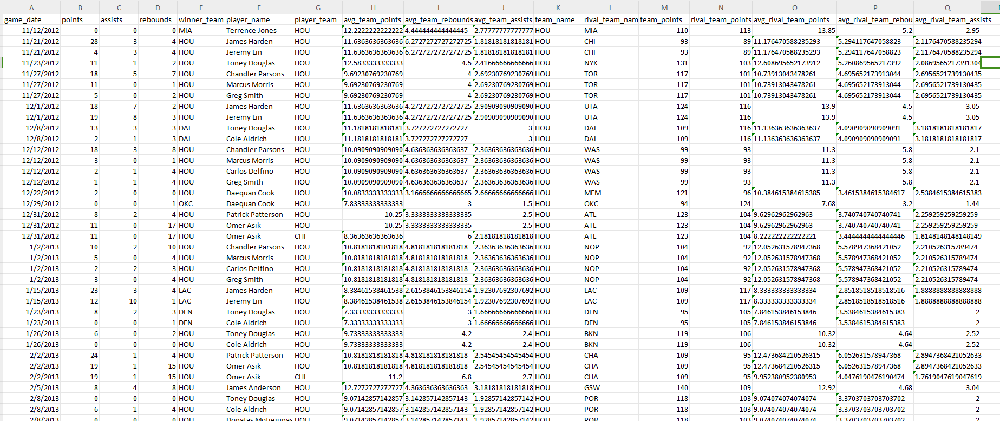 A B C D E F G H I J K L M N O P Q
game_date points assists rebounds winner_team player_name player_team avg_team_points avg_team_rebounds avg_team_assists team_name rival_team_nam team_points rival_team_points avg_rival_team_points avg_rival_team_rebou avg_rival_team_assists
11/12/2012 0 0 0 MIA Terrence Jones HOU 12.2222222222222 4.444444444444445 2.77777777777777 HOU MIA 110 113 13.85 5.2 2.95
11/21/2012 28 3 4 HOU James Harden HOU 11.6363636363636 6.2727272727272725 1.81818181818181 HOU CHI 93 89 11.176470588235293 5.294117647058823 2.1176470588235294
11/21/2012 4 3 4 HOU Jeremy Lin HOU 11.6363636363636 6.2727272727272725 1.81818181818181 HOU CHI 93 89 11.176470588235293 5.294117647058823 2.1176470588235294
11/23/2012 11 1 2 HOU Toney Douglas HOU 12.5833333333333 4.5 2.41666666666666 HOU NYK 131 103 12.608695652173912 5.260869565217392 2.0869565217391304
11/27/2012 18 5 7 HOU Chandler Parsons HOU 9.69230769230769 4 2.69230769230769 HOU TOR 117 101 10.73913043478261 4.695652173913044 2.6956521739130435
11/27/2012 11 0 1 HOU Marcus Morris HOU 9.69230769230769 4 2.69230769230769 HOU TOR 117 101 10.73913043478261 4.695652173913044 2.6956521739130435
11/27/2012 5 0 2 HOU Greg Smith HOU 9.69230769230769 4 2.69230769230769 HOU TOR 117 101 10.73913043478261 4.695652173913044 2.6956521739130435
12/1/2012 18 7 2 HOU James Harden HOU 11.6363636363636 4.2727272727272725 2.90909090909090 HOU UTA 124 116 13.9 4.5 3.05
12/1/2012 19 8 3 HOU Jeremy Lin HOU 11.6363636363636 4.2727272727272725 2.90909090909090 HOU UTA 124 116 13.9 4.5 3.05
12/8/2012 13 3 3 DAL Toney Douglas HOU 11.1818181818181 3.727272727272727 3 HOU DAL 109 116 11.136363636363637 4.090909090909091 3.1818181818181817
12/8/2012 2 1 3 DAL Cole Aldrich HOU 11.1818181818181 3.727272727272727 3 HOU DAL 109 116 11.136363636363637 4.090909090909091 3.1818181818181817
12/12/2012 18 3 8 HOU Chandler Parsons HOU 10.0909090909090 4.636363636363637 2.36363636363636 HOU WAS 99 93 11.3 5.8 2.1
12/12/2012 3 0 1 HOU Marcus Morris HOU 10.0909090909090 4.636363636363637 2.36363636363636 HOU WAS 99 93 11.3 5.8 2.1
12/12/2012 2 1 4 HOU Carlos Delfino HOU 10.0909090909090 4.636363636363637 2.36363636363636 HOU WAS 99 93 11.3 5.8 2.1
12/12/2012 1 1 4 HOU Greg Smith HOU 10.0909090909090 4.636363636363637 2.36363636363636 HOU WAS 99 93 11.3 5.8 2.1
12/22/2012 2 0 0 HOU Daequan Cook HOU 10.0833333333333 3.1666666666666665 2.66666666666666 HOU MEM 121 96 10.384615384615385 3.4615384615384617 2.5384615384615383
12/29/2012 0 0 1 OKC Daequan Cook HOU 7.83333333333333 3 1.5 HOU OKC 94 124 7.68 3.2 1.44
12/31/2012 8 2 4 HOU Patrick Patterson HOU 10.25 3.3333333333333335 2.5 HOU ATL 123 104 9.62962962962963 3.740740740740741 2.259259259259259
12/31/2012 11 0 17 HOU Omer Asik HOU 10.25 3.3333333333333335 2.5 HOU ATL 123 104 9.62962962962963 3.740740740740741 2.259259259259259
12/31/2012 11 0 17 HOU Omer Asik CHI 8.36363636363636 6 2.18181818181818 HOU ATL 123 104 8.222222222222221 3.4444444444444446 1.8148148148148149
1/2/2013 10 2 10 HOU Chandler Parsons HOU 10.8181818181818 4.818181818181818 2.36363636363636 HOU NOP 104 92 12.052631578947368 5.578947368421052 2.210526315789474
1/2/2013 5 0 4 HOU Marcus Morris HOU 10.8181818181818 4.818181818181818 2.36363636363636 HOU NOP 104 92 12.052631578947368 5.578947368421052 2.210526315789474
1/2/2013 2 2 3 HOU Carlos Delfino HOU 10.8181818181818 4.818181818181818 2.36363636363636 HOU NOP 104 92 12.052631578947368 5.578947368421052 2.210526315789474
1/2/2013 3 0 4 HOU Greg Smith HOU 10.8181818181818 4.818181818181818 2.36363636363636 HOU NOP 104 92 12.052631578947368 5.578947368421052 2.210526315789474
1/15/2013 23 3 4 LAC James Harden HOU 8.38461538461538 2.6153846153846154 1.92307692307692 HOU LAC 109 117 8.333333333333334 2.8518518518518516 1.8888888888888888
1/15/2013 12 10 1 LAC Jeremy Lin HOU 8.38461538461538 2.6153846153846154 1.92307692307692 HOU LAC 109 117 8.333333333333334 2.8518518518518516 1.8888888888888888
1/23/2013 8 2 3 DEN Toney Douglas HOU 7.33333333333333 3 1.66666666666666 HOU DEN 95 105 7.846153846153846 3.5384615384615383 2
1/23/2013 0 0 1 DEN Cole Aldrich HOU 7.33333333333333 3 1.66666666666666 HOU DEN 95 105 7.846153846153846 3.5384615384615383 2
1/26/2013 6 0 2 HOU Toney Douglas HOU 9.73333333333333 4.2 2.4 HOU BKN 119 106 10.32 4.64 2.52
1/26/2013 0 0 0 HOU Cole Aldrich HOU 9.73333333333333 4.2 2.4 HOU BKN 119 106 10.32 4.64 2.52
2/2/2013 24 1 4 HOU Patrick Patterson HOU 10.8181818181818 4.818181818181818 2.54545454545454 HOU CHA 109 95 12.473684210526315 6.052631578947368 2.8947368421052633
2/2/2013 19 1 15 HOU Omer Asik HOU 10.8181818181818 4.818181818181818 2.54545454545454 HOU CHA 109 95 12.473684210526315 6.052631578947368 2.8947368421052633
2/2/2013 19 1 15 HOU Omer Asik CHI 11.2 6.8 2.7 HOU CHA 109 95 9.952380952380953 4.0476190476190474 1.7619047619047619
2/5/2013 8 4 8 HOU James Anderson HOU 12.7272727272727 4.363636363636363 3.18181818181818 HOU GSW 140 109 12.92 4.68 3.04
2/8/2013 0 0 0 HOU Toney Douglas HOU 9.07142857142857 3.142857142857143 1.92857142857142 HOU POR 118 103 9.074074074074074 3.3703703703703702 2
2/8/2013 6 1 4 HOU Cole Aldrich HOU 9.07142857142857 3.142857142857143 1.92857142857142 HOU POR 118 103 9.074074074074074 3.3703703703703702 2
2/8/2013 0 0 0 HOU Donatas Motiejunas HOU 9.07142857142857 3.142857142857143 1.92857142857142 HOU POR 118 103 9.074074074074074 3.3703703703703702 2